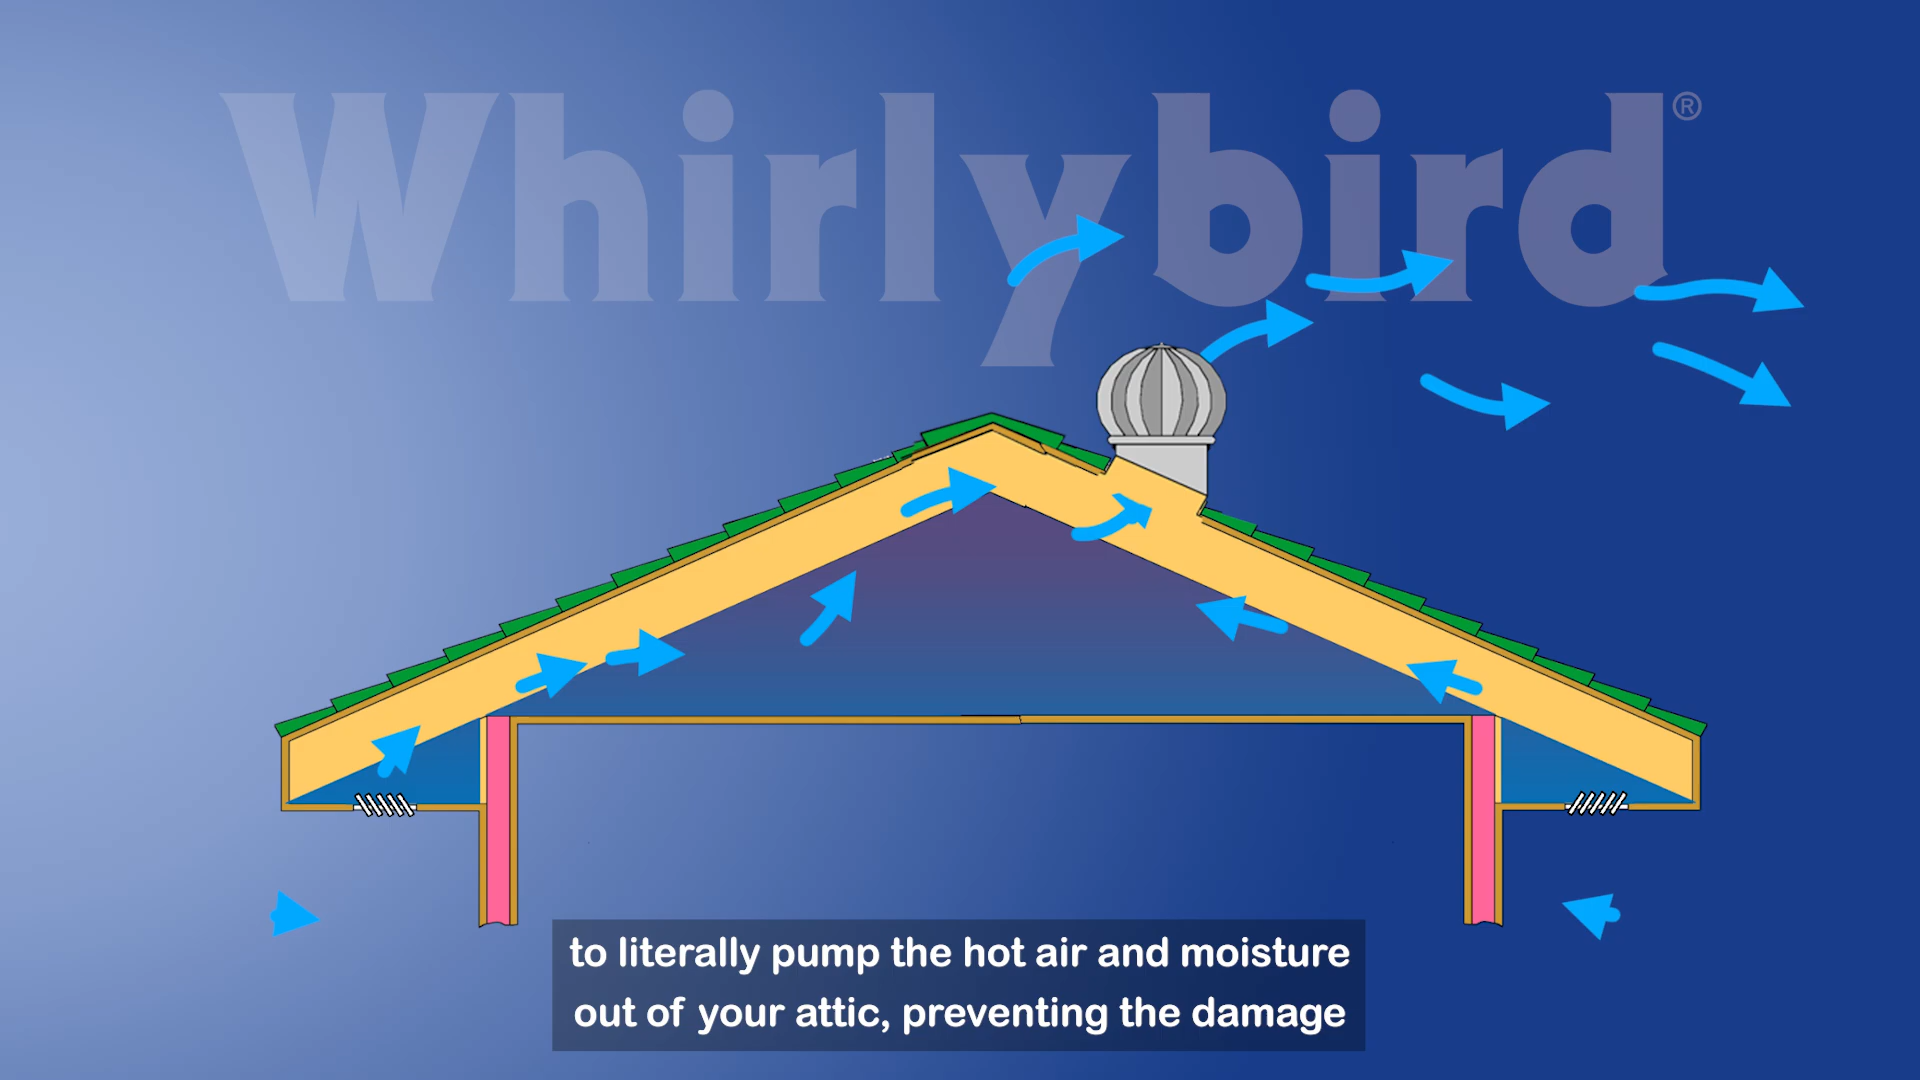 Whirlybird®
to literally pump the hot air and moisture
out of your attic, preventing the damage